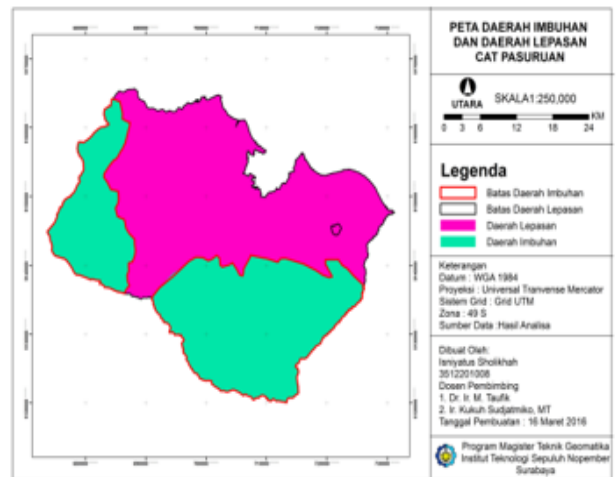 PETA DAERAH IMBUHAN
DAN DAERAH LEPASAN
CAT PASURUAN
UTARA
SKALA1:250,000
KM
0 3 6 12 18 24
Legenda
Batas Daerah Imbuhan
Batas Daerah Lepasan
Daerah Lepasan
Daerah Imbuhan
Keterangan
Datum : WGA 1984
Proyeksi : Universal Tranvense Mercator
Sistem Grid : Grid UTM
Zona : 49 S
Sumber Data :Hasil Analisa
Dibuat Oleh:
Isniyatus Sholikhah
3512201008
Dosen Pembimbing
1. Dr. Ir. M. Taufik
2. Ir. Kukuh Sudjatmiko, MT
Tanggal Pembuatan : 16 Maret 2016
Program Magister Teknik Geomatika
Institut Teknologi Sepuluh Nopember
Surabaya